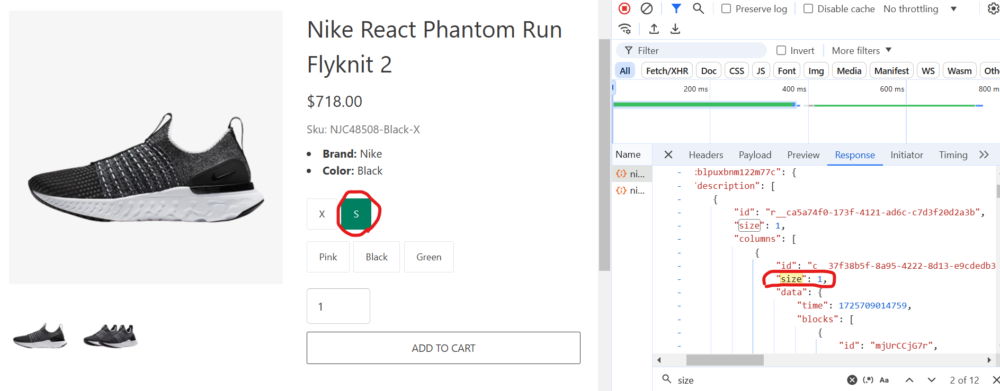 Nike React Phantom Run
Flyknit 2
$718.00
Sku: NJC48508-Black-X
Brand: Nike
Color: Black
X
S
Pink
Black
Green
1
ADD TO CART
Preserve log
Disable cache
No throttling
Filter
Invert
More filters
All
Fetch/XHR
Doc
CSS
JS
Font
Img
Media
Manifest
WS
Wasm
Oth
200 ms
400 ms
600 ms
800 m
Name
Headers
Payload
Preview
Response
Initiator
Timing
ni...
ni...
blpuxbnm122m77c": {
"description": [
{
"id": "r__ca5a74f0-173f-4121-ad6c-c7d3f20d2a3b",
"size": 1,
"columns": [
{
"id": "c__37f38b5f-8a95-4222-8d13-e9cdedb3
"size": 1,
"data": {
"time": 1725709014759,
"blocks": [
{
"id": "mjUrCCjG7r",
size
(.*)
Aa
2 of 12